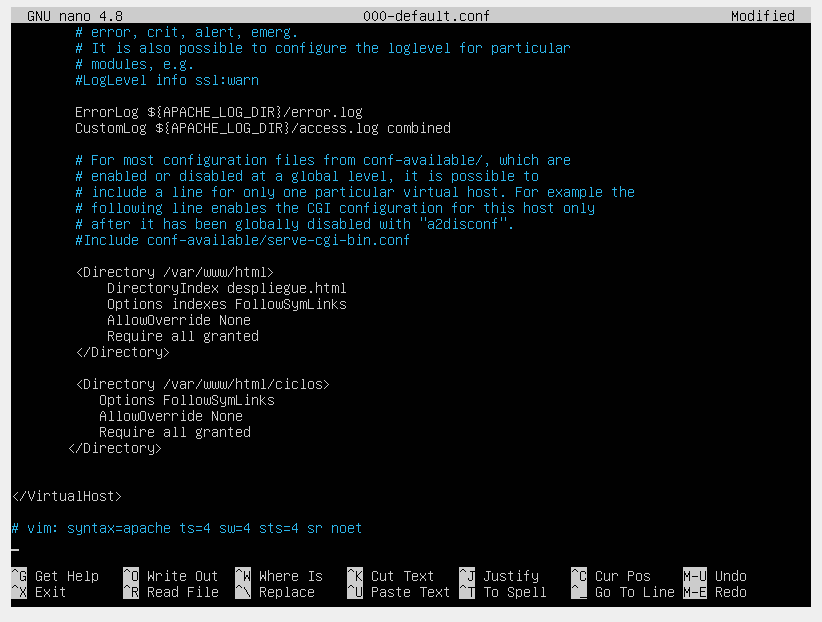 GNU nano 4.8 000-default.conf Modified
# error, crit, alert, emerg.
# It is also possible to configure the loglevel for particular
# modules, e.g.
#LogLevel info ssl:warn
ErrorLog ${APACHE_LOG_DIR}/error.log
CustomLog ${APACHE_LOG_DIR}/access.log combined
# For most configuration files from conf-available/, which are
# enabled or disabled at a global level, it is possible to
# include a line for only one particular virtual host. For example the
# following line enables the CGI configuration for this host only
# after it has been globally disabled with "a2disconf".
#Include conf-available/serve-cgi-bin.conf
<Directory /var/www/html>
DirectoryIndex despliegue.html
Options indexes FollowSymLinks
AllowOverride None
Require all granted
</Directory>
<Directory /var/www/html/ciclos>
Options FollowSymLinks
AllowOverride None
Require all granted
</Directory>
</VirtualHost>
# vim: syntax=apache ts=4 sw=4 sts=4 sr noet
^G Get Help ^O Write Out ^W Where Is ^K Cut Text ^J Justify ^C Cur Pos M-U Undo
^X Exit ^R Read File ^\ Replace ^U Paste Text ^T To Spell ^_ Go To Line M-E Redo